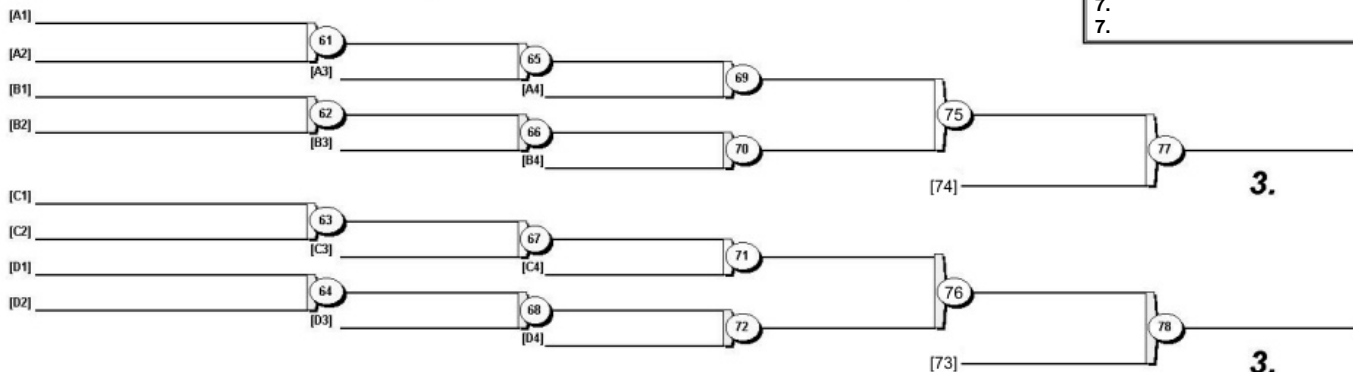 7.
7.
[A1]
61
[A2]
[A3]
65
[A4]
69
[B1]
62
[B2]
[B3]
66
[B4]
70
75
77
[74]
3.
[C1]
63
[C2]
[C3]
67
[C4]
71
[D1]
64
[D2]
[D3]
68
[D4]
72
76
78
[73]
3.